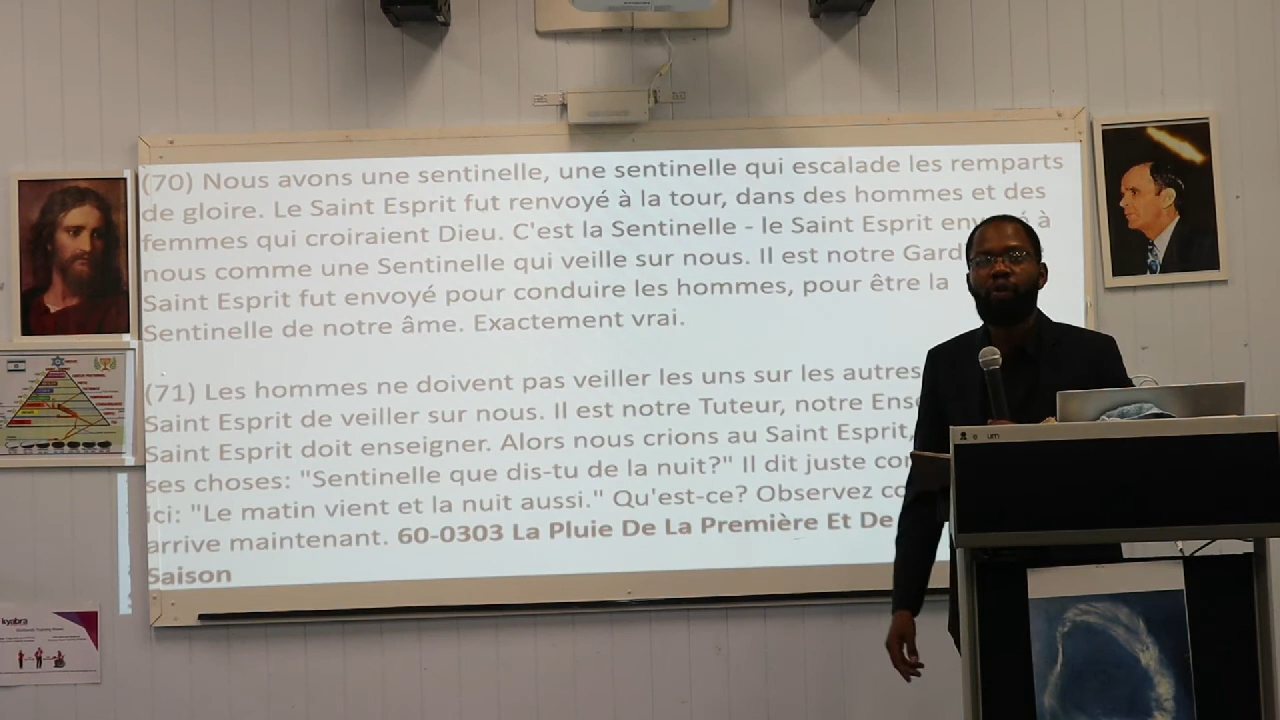 (70) Nous avons une sentinelle, une sentinelle qui escalade les remparts
de gloire. Le Saint Esprit fut renvoyé à la tour, dans des hommes et des
femmes qui croiraient Dieu. C'est la Sentinelle - le Saint Esprit à
nous comme une Sentinelle qui veille sur nous. Il est notre Gard
Saint Esprit fut envoyé pour conduire les hommes, pour être la
Sentinelle de notre âme. Exactement vrai.
(71) Les hommes ne doivent pas veiller les uns sur les autres
Saint Esprit de veiller sur nous. Il est notre Tuteur, notre Ens
Saint Esprit doit enseigner. Alors nous crions au Saint Esprit,
ses choses: "Sentinelle que dis-tu de la nuit?" Il dit juste
ici: "Le matin vient et la nuit aussi." Qu'est-ce? Observez
arrive maintenant. 60-0303 La Pluie De La Première Et De
Saison
kyabra